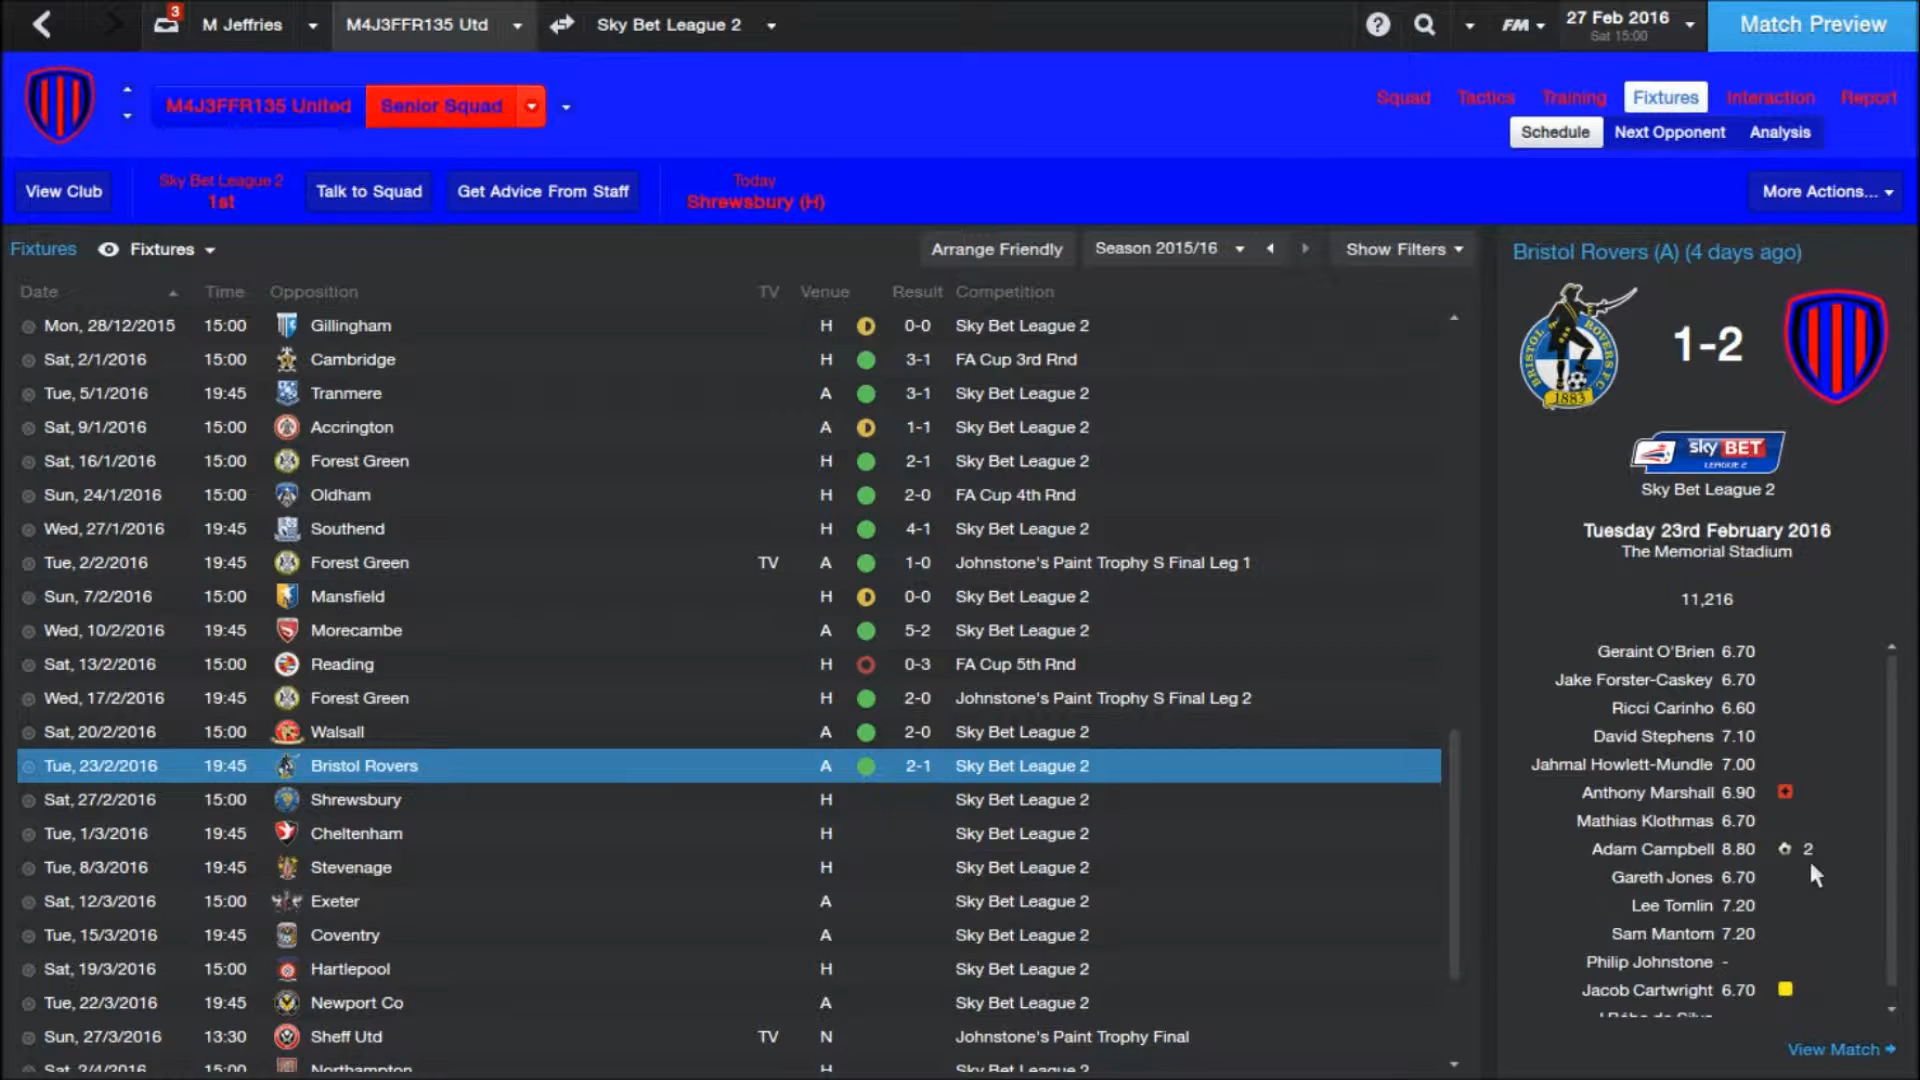 3 M Jeffries M4J3FFR135 Utd Sky Bet League 2 FM 27 Feb 2016 Match Preview
Sat 15:00
M4J3FFR135 United Senior Squad Squad Tactics Training Fixtures Interaction Report
Schedule Next Opponent Analysis
View Club Sky Bet League 2 Talk to Squad Get Advice From Staff Today More Actions...
1st Shrewsbury (H)
Fixtures Fixtures Arrange Friendly Season 2015/16 Show Filters
Date Time Opposition TV Venue Result Competition
Mon, 28/12/2015 15:00 Gillingham H 0-0 Sky Bet League 2
Sat, 2/1/2016 15:00 Cambridge H 3-1 FA Cup 3rd Rnd
Tue, 5/1/2016 19:45 Tranmere A 3-1 Sky Bet League 2
Sat, 9/1/2016 15:00 Accrington A 1-1 Sky Bet League 2
Sat, 16/1/2016 15:00 Forest Green H 2-1 Sky Bet League 2
Sun, 24/1/2016 15:00 Oldham H 2-0 FA Cup 4th Rnd
Wed, 27/1/2016 19:45 Southend H 4-1 Sky Bet League 2
Tue, 2/2/2016 19:45 Forest Green TV A 1-0 Johnstone's Paint Trophy S Final Leg 1
Sun, 7/2/2016 15:00 Mansfield H 0-0 Sky Bet League 2
Wed, 10/2/2016 19:45 Morecambe A 5-2 Sky Bet League 2
Sat, 13/2/2016 15:00 Reading H 0-3 FA Cup 5th Rnd
Wed, 17/2/2016 19:45 Forest Green H 2-0 Johnstone's Paint Trophy S Final Leg 2
Sat, 20/2/2016 15:00 Walsall A 2-0 Sky Bet League 2
Tue, 23/2/2016 19:45 Bristol Rovers A 2-1 Sky Bet League 2
Sat, 27/2/2016 15:00 Shrewsbury H Sky Bet League 2
Tue, 1/3/2016 19:45 Cheltenham H Sky Bet League 2
Tue, 8/3/2016 19:45 Stevenage H Sky Bet League 2
Sat, 12/3/2016 15:00 Exeter A Sky Bet League 2
Tue, 15/3/2016 19:45 Coventry A Sky Bet League 2
Sat, 19/3/2016 15:00 Hartlepool H Sky Bet League 2
Tue, 22/3/2016 19:45 Newport Co A Sky Bet League 2
Sun, 27/3/2016 13:30 Sheff Utd TV N Johnstone's Paint Trophy Final
Sat, 2/4/2016 15:00 Northampton H Sky Bet League 2
Bristol Rovers (A) (4 days ago)
BRISTOL ROVERS F.C.
1883
1-2
sky BET
LEAGUE 2
Sky Bet League 2
Tuesday 23rd February 2016
The Memorial Stadium
11,216
Geraint O'Brien 6.70
Jake Forster-Caskey 6.70
Ricci Carinho 6.60
David Stephens 7.10
Jahmal Howlett-Mundle 7.00
Anthony Marshall 6.90
Mathias Klothmas 6.70
Adam Campbell 8.80 2
Gareth Jones 6.70
Lee Tomlin 7.20
Sam Mantom 7.20
Philip Johnstone -
Jacob Cartwright 6.70
View Match